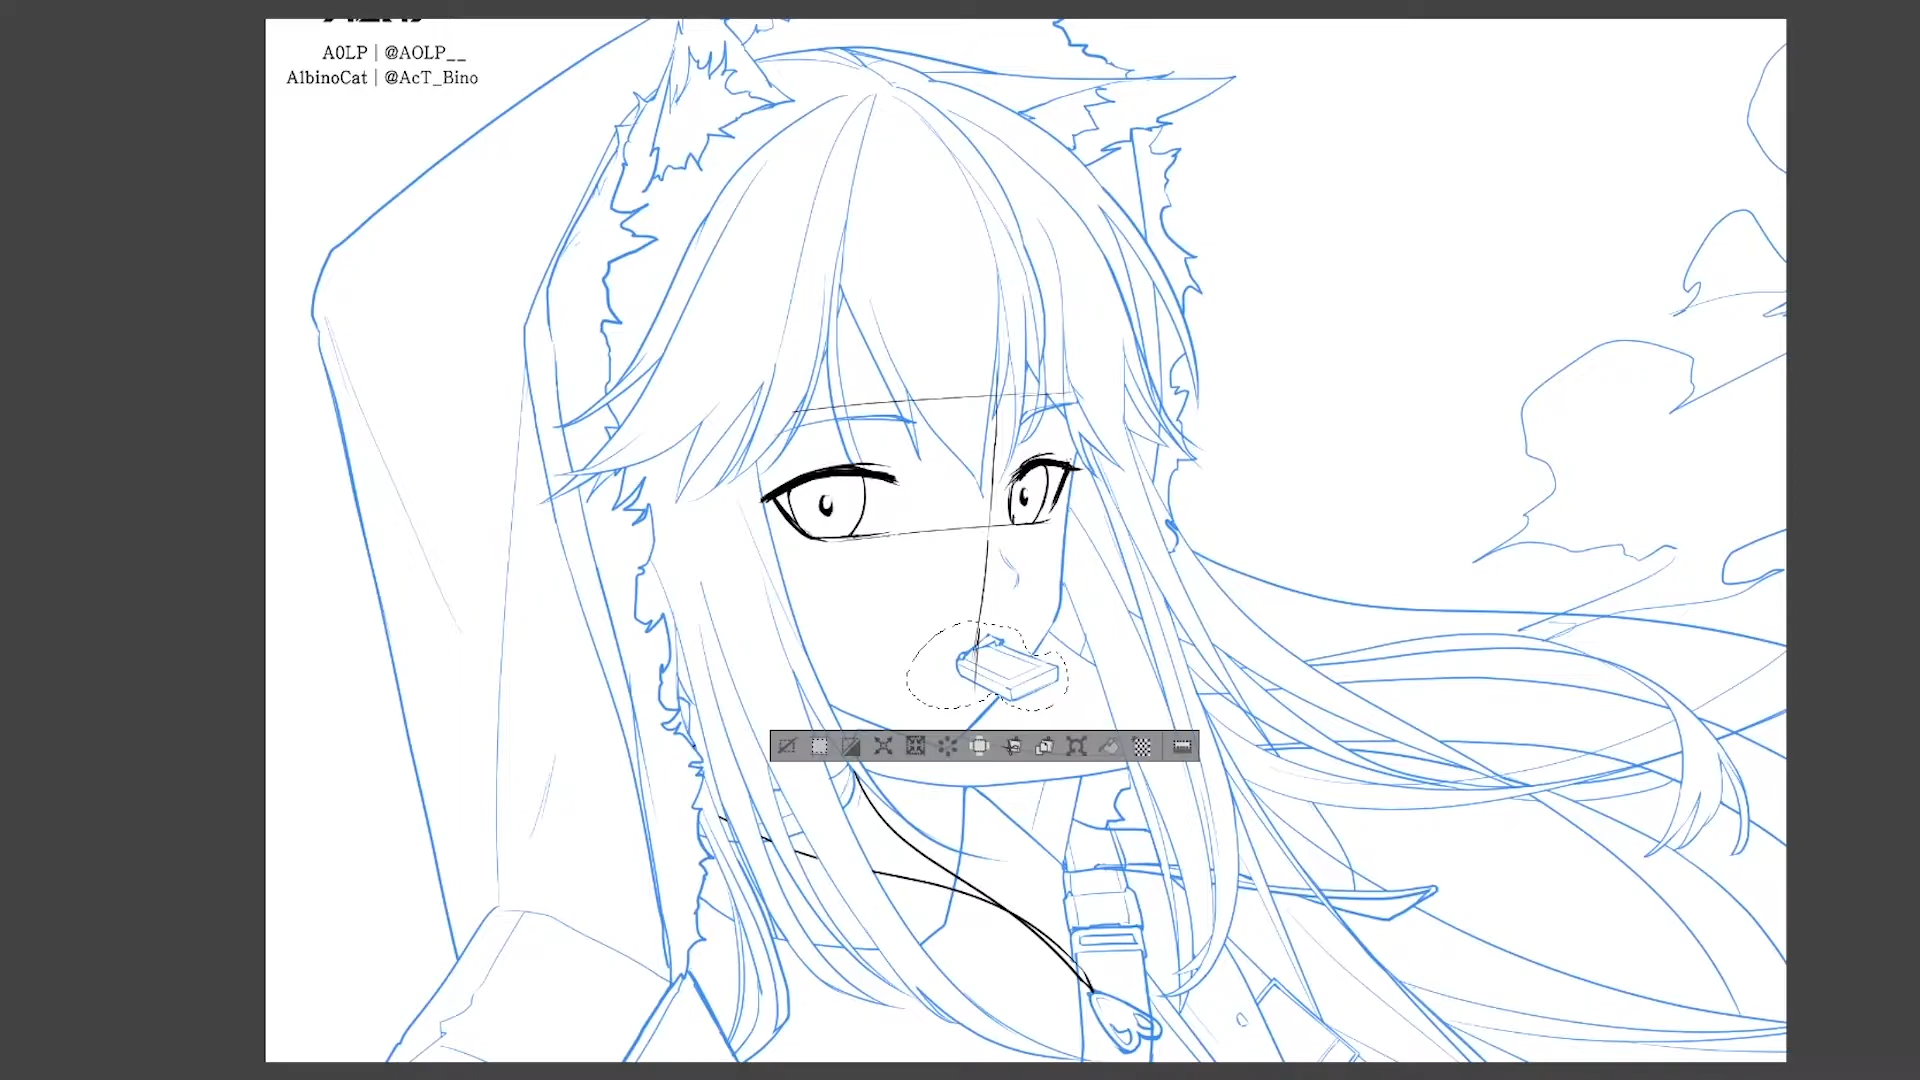 A0LP | @AOLP__
AlbinoCat | @AcT_Bino